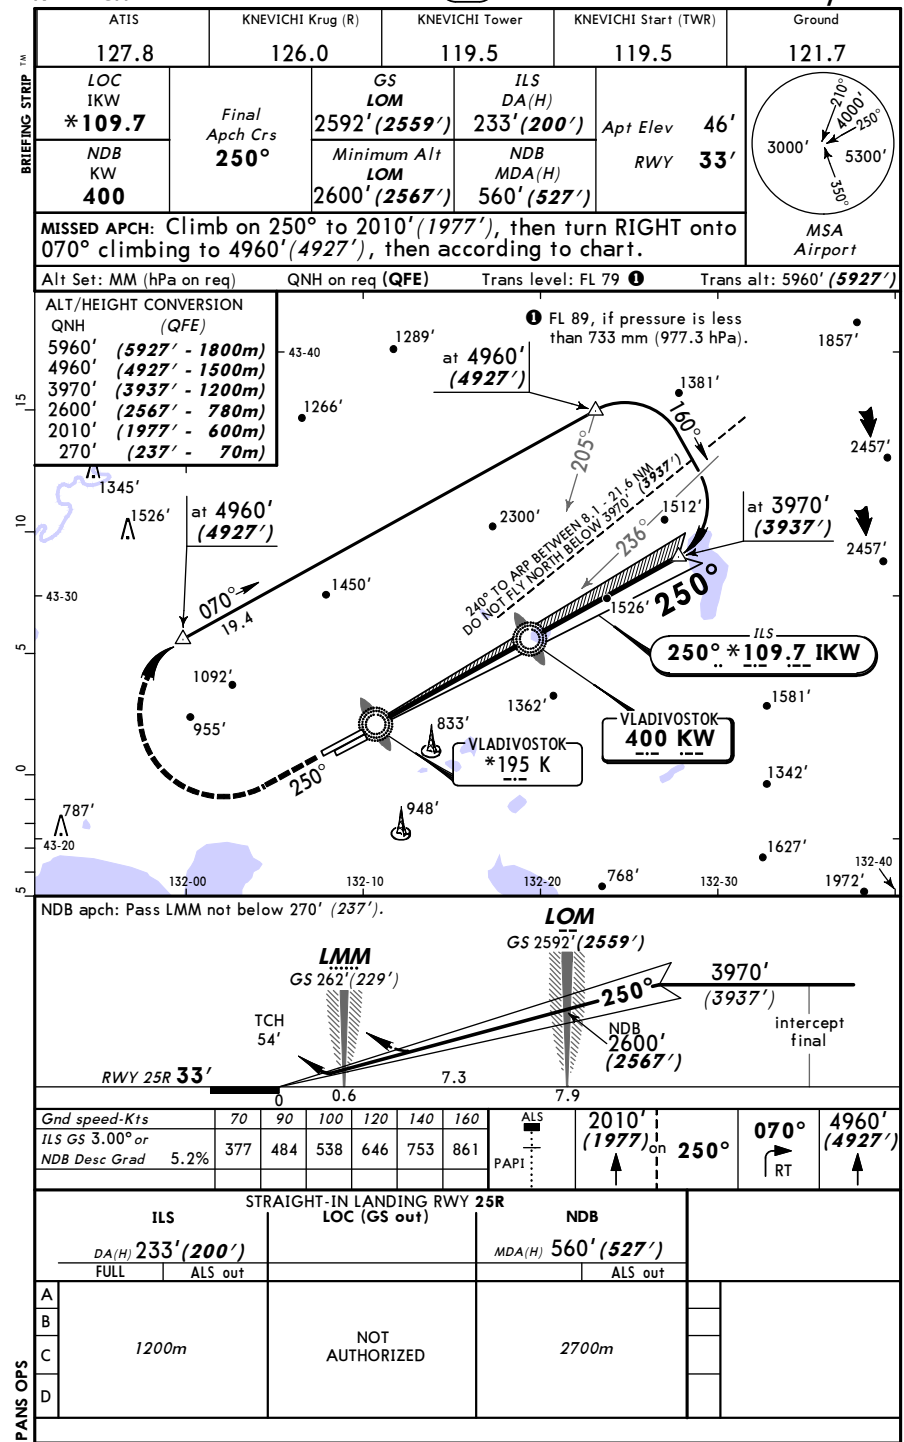 ATIS KNEVICHI Krug (R) KNEVICHI Tower KNEVICHI Start (TWR) Ground
127.8 126.0 119.5 119.5 121.7
BRIEFING STRIP TM
LOC
IKW
*109.7
Final
Apch Crs
250°
GS
LOM
2592'(2559')
ILS
DA(H)
233'(200')
Apt Elev 46'
RWY 33'
NDB
KW
400
Minimum Alt
LOM
2600'(2567')
NDB
MDA(H)
560'(527')
210°
4000'
250°
3000'
5300'
350°
MSA
Airport
MISSED APCH: Climb on 250° to 2010'(1977'), then turn RIGHT onto
070° climbing to 4960'(4927'), then according to chart.
Alt Set: MM (hPa on req) QNH on req (QFE) Trans level: FL 79 1 Trans alt: 5960' (5927')
ALT/HEIGHT CONVERSION
QNH (QFE)
5960' (5927' - 1800m)
4960' (4927' - 1500m)
3970' (3937' - 1200m)
2600' (2567' - 780m)
2010' (1977' - 600m)
270' (237' - 70m)
1 FL 89, if pressure is less
than 733 mm (977.3 hPa).
1289'
1857'
43-40
at 4960'
(4927')
1381'
15
1266'
160°
205°
2457'
1345'
1526'
at 4960'
(4927')
2300'
240° TO ARP BETWEEN 8.1 - 21.6 NM
DO NOT FLY NORTH BELOW 3970' (3937')
1512'
at 3970'
(3937')
10
236°
2457'
1450'
43-30
070°
19.4
1526'
250°
ILS
250° *109.7 IKW
5
1092'
955'
1362'
1581'
833'
VLADIVOSTOK
*195 K
VLADIVOSTOK
400 KW
0
250°
1342'
787'
948'
43-20
1627'
132-40
5
132-00
132-10
132-20
768'
132-30
1972'
NDB apch: Pass LMM not below 270' (237').
LOM
GS 2592'(2559')
LMM
GS 262'(229')
3970'
(3937')
250°
TCH
54'
NDB
2600'
(2567')
intercept
final
RWY 25R 33'
7.3
0 0.6 7.9
Gnd speed-Kts 70 90 100 120 140 160
ILS GS 3.00° or
NDB Desc Grad 5.2% 377 484 538 646 753 861
ALS
PAPI
2010'
(1977) on 250°
070°
RT
4960'
(4927')
STRAIGHT-IN LANDING RWY 25R
ILS LOC (GS out) NDB
DA(H) 233'(200') MDA(H) 560'(527')
FULL ALS out ALS out
A
B
C
D
1200m
NOT
AUTHORIZED
2700m
PANS OPS